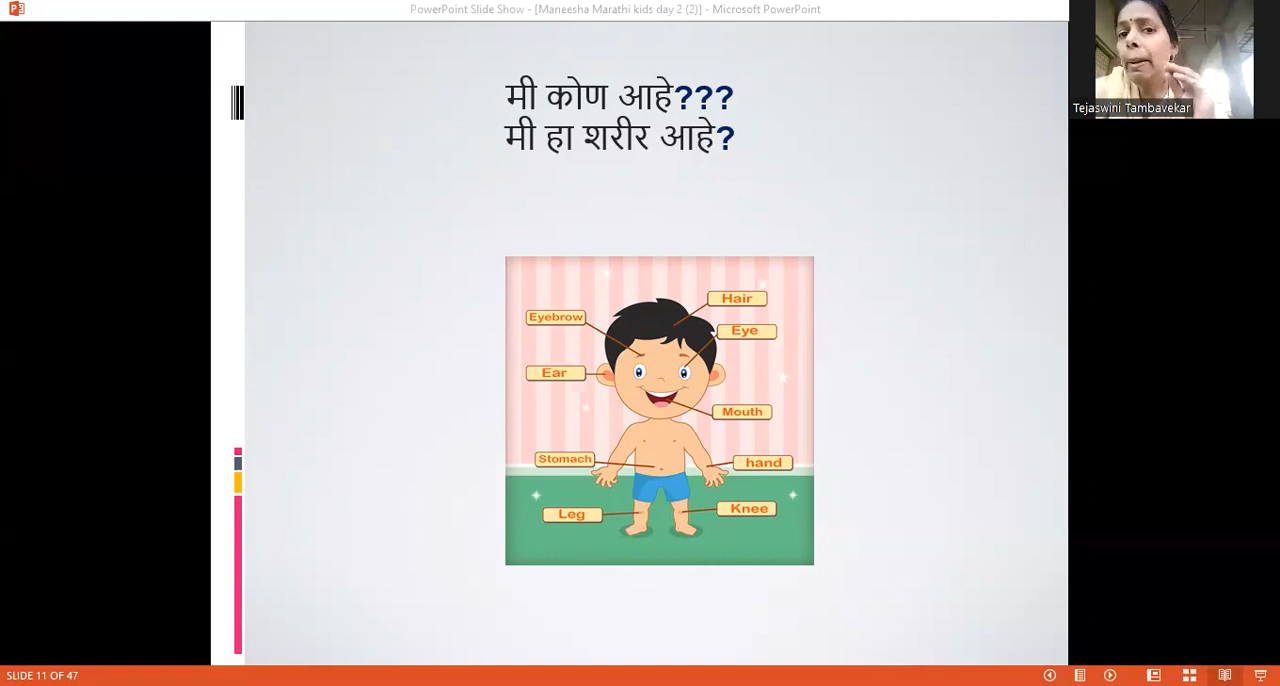 PowerPoint Slide Show - [Maneesha Marathi kids day 2 (2)] - Microsoft PowerPoint
मी कोण आहे???
मी हा शरीर आहे?
Tejaswini Tambavekar
Hair
Eyebrow
Eye
Ear
Mouth
Stomach
hand
Leg
Knee
SLIDE 11 OF 47